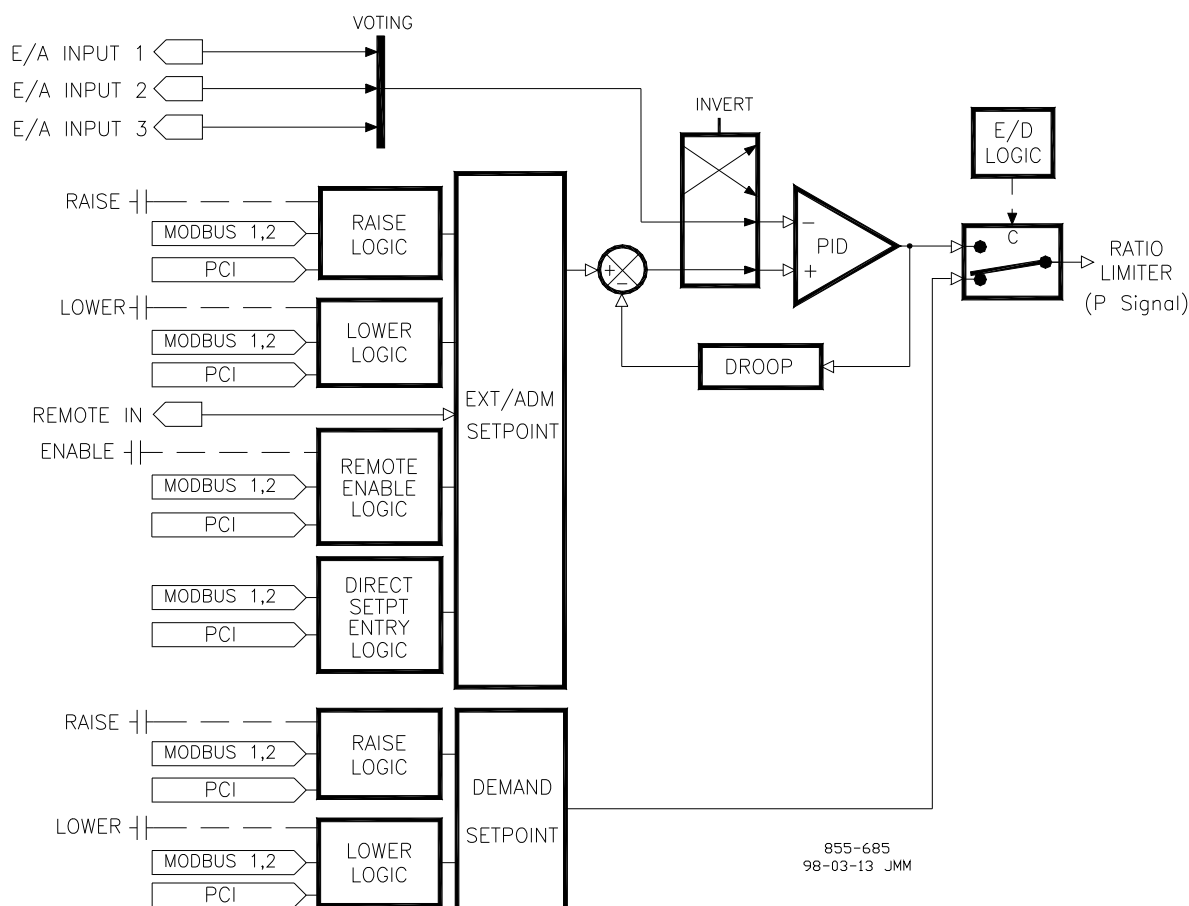 VOTING
E/A INPUT 1
E/A INPUT 2
E/A INPUT 3
INVERT
E/D
LOGIC
RAISE
MODBUS 1,2
PCI
RAISE
LOGIC
LOWER
MODBUS 1,2
PCI
LOWER
LOGIC
REMOTE IN
ENABLE
MODBUS 1,2
PCI
REMOTE
ENABLE
LOGIC
MODBUS 1,2
PCI
DIRECT
SETPT
ENTRY
LOGIC
EXT/ADM
SETPOINT
+
−
−
+
PID
DROOP
C
RATIO
LIMITER
(P Signal)
RAISE
MODBUS 1,2
PCI
RAISE
LOGIC
LOWER
MODBUS 1,2
PCI
LOWER
LOGIC
DEMAND
SETPOINT
855-685
98-03-13 JMM